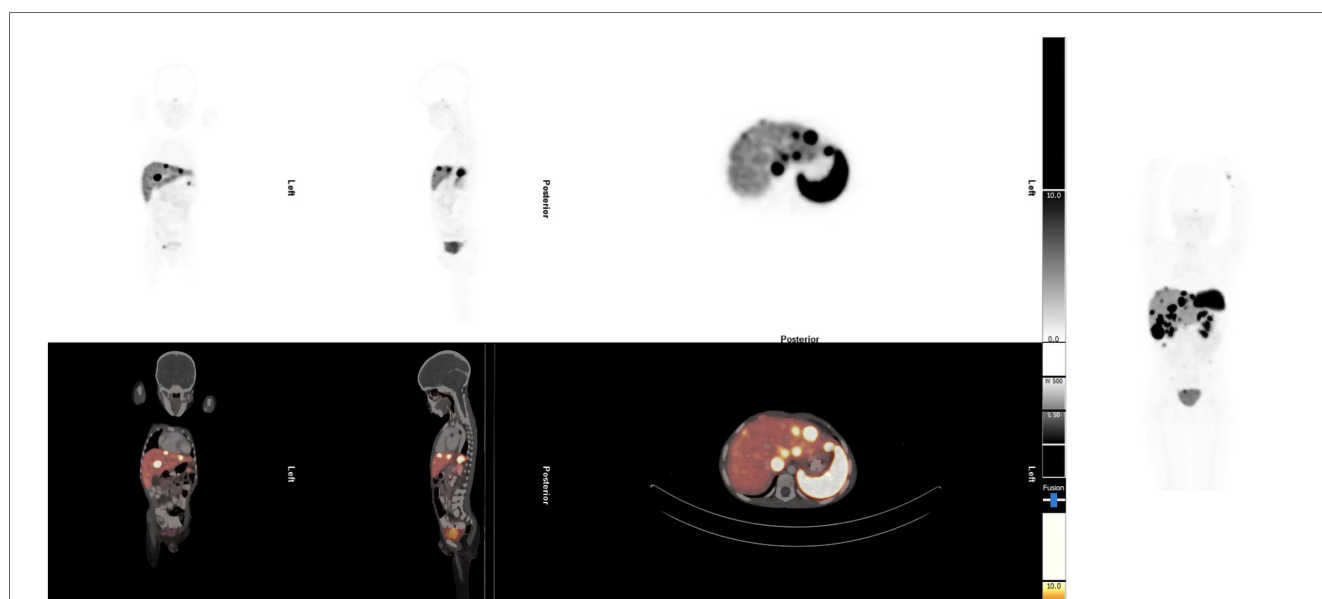 Left
Posterior
Left
Posterior
10.0
0.0
W 500
L 50
Fusion
10.0
Left
Posterior
Left